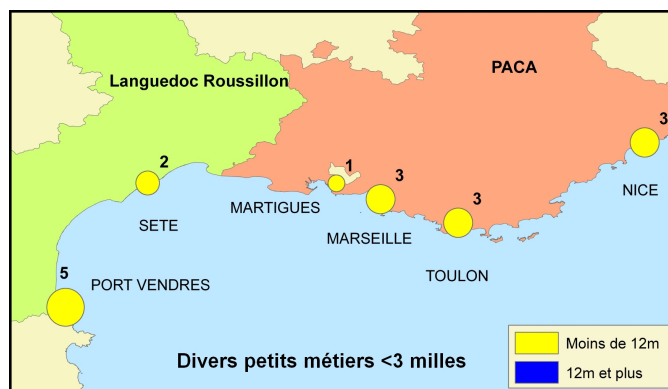 PACA
Languedoc Roussillon
3
2
1
3
3
NICE
MARTIGUES
SETE
MARSEILLE
TOULON
5
PORT VENDRES
Moins de 12m
Divers petits métiers <3 milles
12m et plus